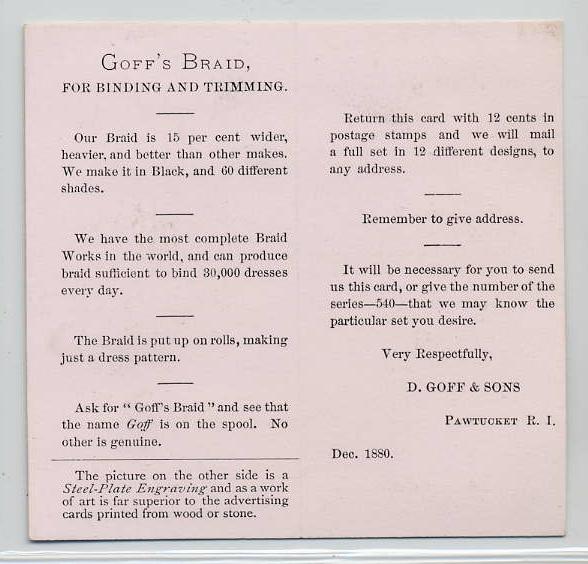 GOFF'S BRAID,
FOR BINDING AND TRIMMING.
Our Braid is 15 per cent wider,
heavier, and better than other makes.
We make it in Black, and 60 different
shades.
We have the most complete Braid
Works in the world, and can produce
braid sufficient to bind 30,000 dresses
every day.
The Braid is put up on rolls, making
just a dress pattern.
Ask for " Goff's Braid " and see that
the name Goff is on the spool. No
other is genuine.
The picture on the other side is a
Steel-Plate Engraving and as a work
of art is far superior to the advertising
cards printed from wood or stone.
Return this card with 12 cents in
postage stamps and we will mail
a full set in 12 different designs, to
any address.
Remember to give address.
It will be necessary for you to send
us this card, or give the number of the
series—540—that we may know the
particular set you desire.
Very Respectfully,
D. GOFF & SONS
PAWTUCKET R. I.
Dec. 1880.